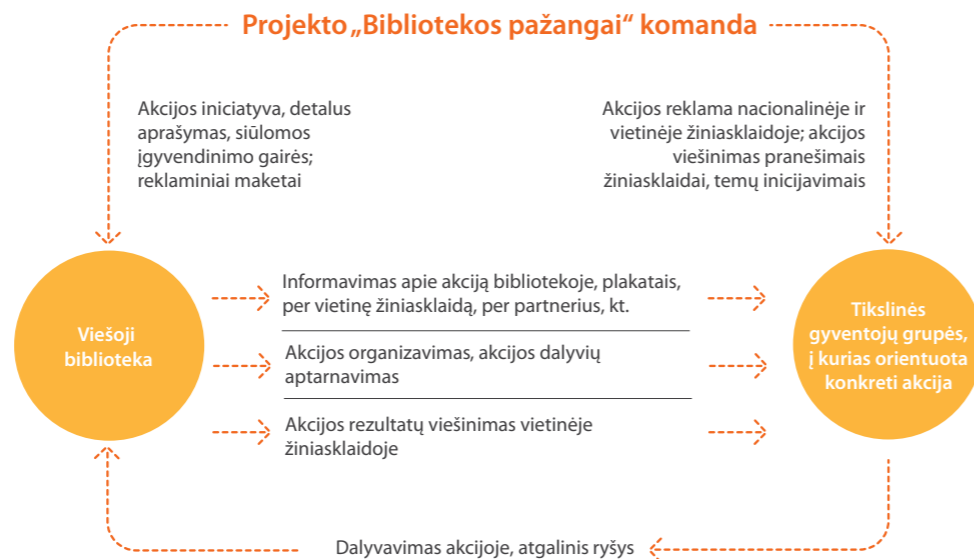 Projekto „Bibliotekos pažangai“ komanda
Akcijos iniciatyva, detalus
aprašymas, siūlomos
įgyvendinimo gairės;
reklaminiai maketai
Akcijos reklama nacionalinėje ir
vietinėje žiniasklaidoje; akcijos
viešinimas pranešimais
žiniasklaidai, temų inicijavimais
Viešoji
biblioteka
Informavimas apie akciją bibliotekoje, plakatais,
per vietinę žiniasklaidą, per partnerius, kt.
Akcijos organizavimas, akcijos dalyvių
aptarnavimas
Akcijos rezultatų viešinimas vietinėje
žiniasklaidoje
Tikslinės
gyventojų grupės,
į kurias orientuota
konkreti akcija
Dalyvavimas akcijoje, atgalinis ryšys